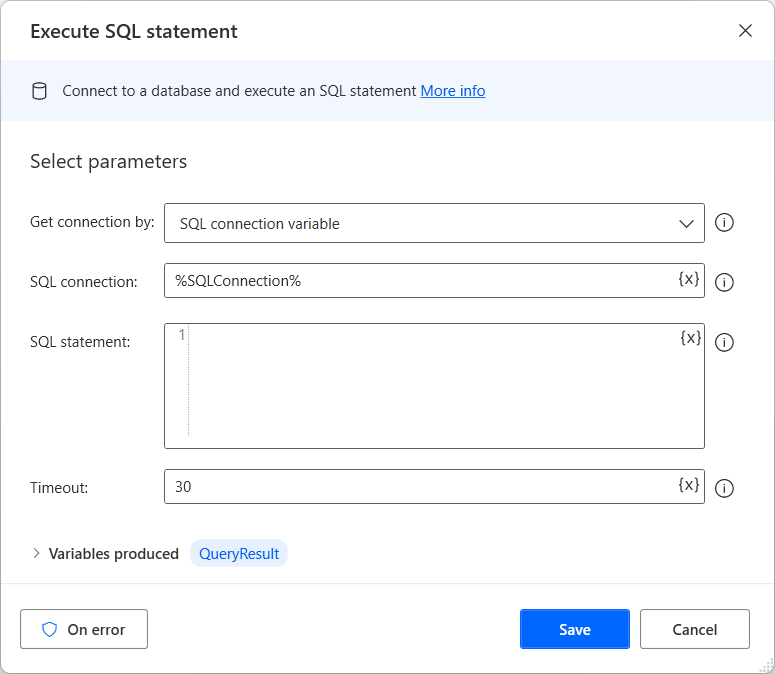 Execute SQL statement
Connect to a database and execute an SQL statement More info
Select parameters
Get connection by: SQL connection variable
SQL connection: %SQLConnection% {x}
SQL statement: 1 {x}
Timeout: 30 {x}
Variables produced QueryResult
On error Save Cancel